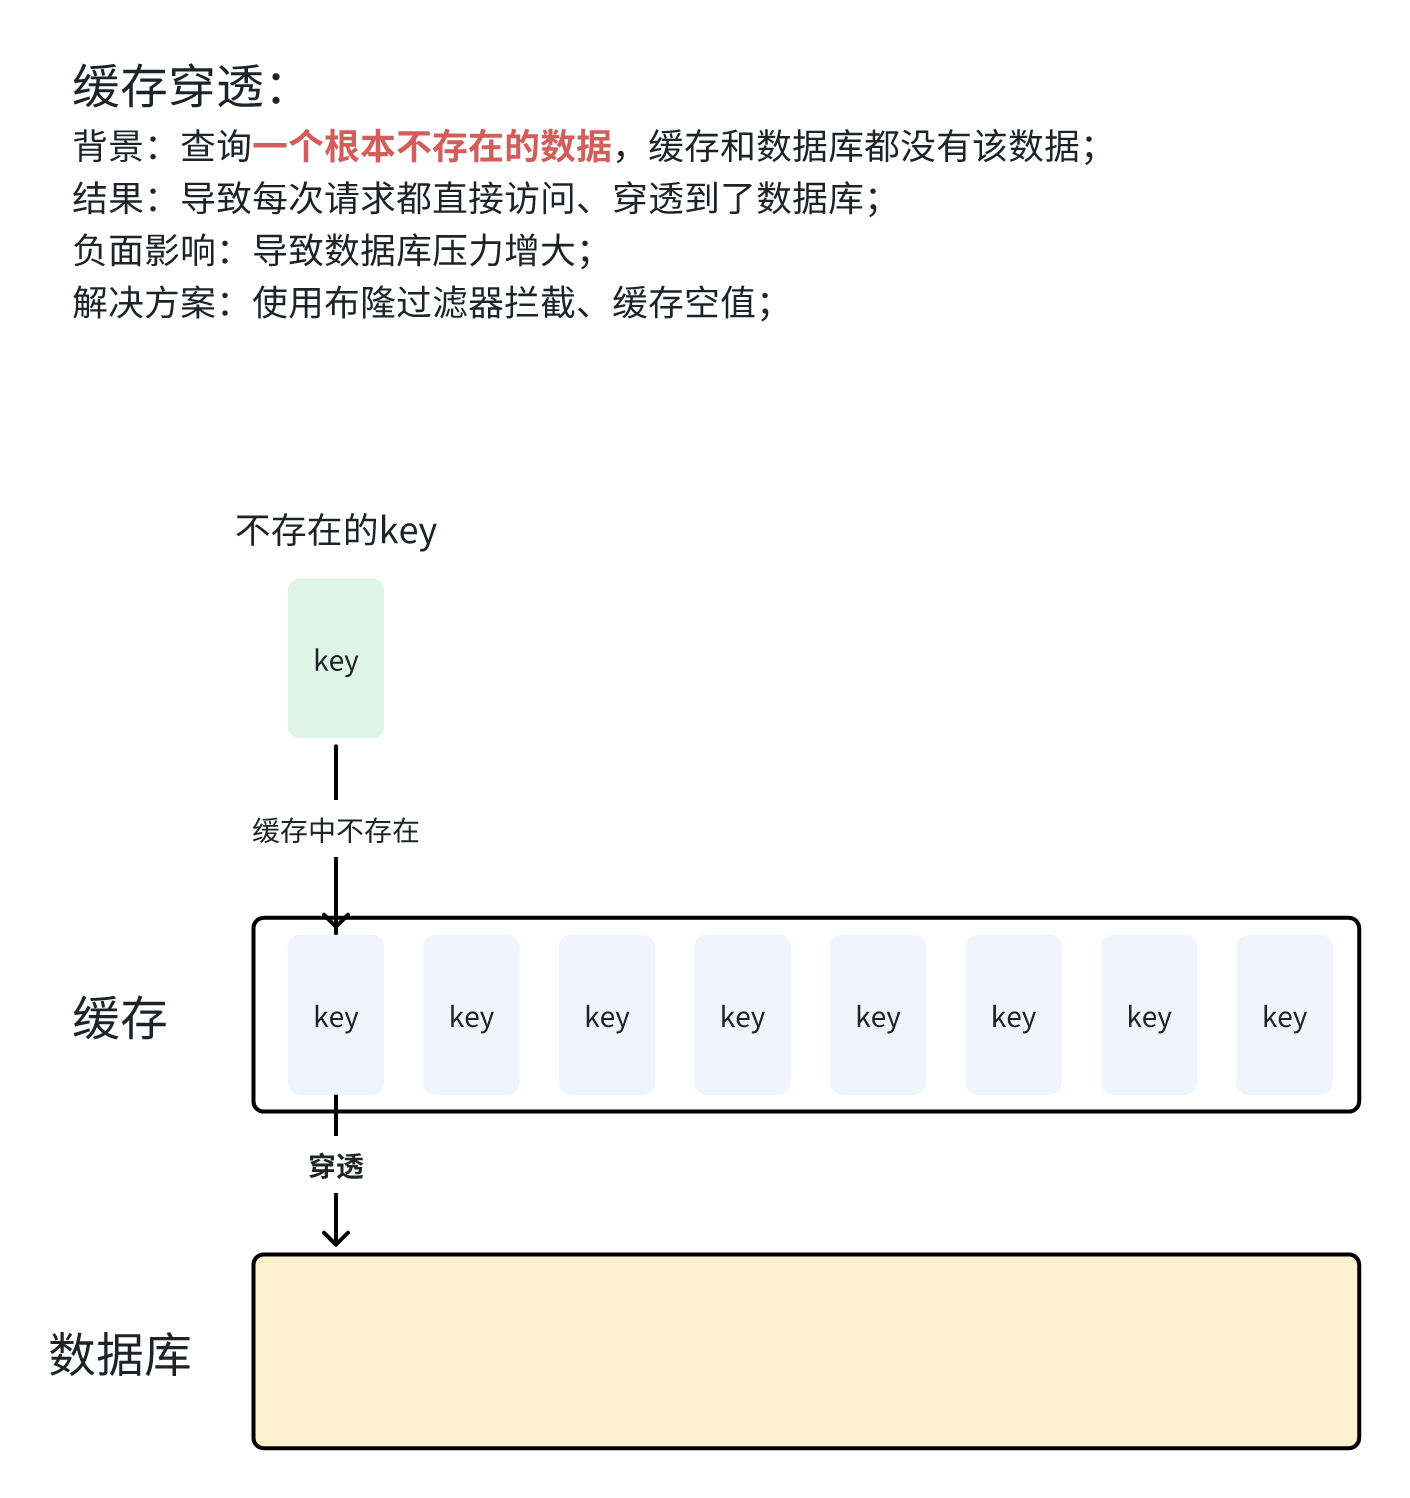 缓存穿透：
背景：查询一个根本不存在的数据，缓存和数据库都没有该数据；
结果：导致每次请求都直接访问、穿透到了数据库；
负面影响：导致数据库压力增大；
解决方案：使用布隆过滤器拦截、缓存空值；
不存在的key
key
缓存中不存在
缓存
key
key
key
key
key
key
key
key
穿透
数据库